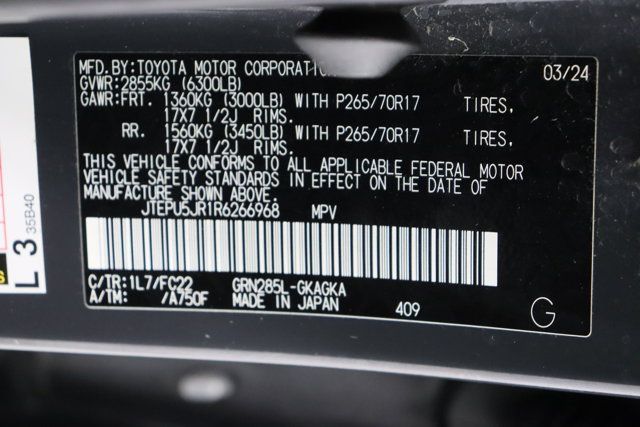 MFD.BY:TOYOTA MOTOR CORPORATION 03/24
GVWR:2855KG (6300LB)
GAWR:FRT. 1360KG (3000LB) WITH P265/70R17 TIRES,
17X7 1/2J RIMS.
RR. 1560KG (3450LB) WITH P265/70R17 TIRES,
17X7 1/2J RIMS.
THIS VEHICLE CONFORMS TO ALL APPLICABLE FEDERAL MOTOR
VEHICLE SAFETY STANDARDS IN EFFECT ON THE DATE OF
MANUFACTURE SHOWN ABOVE.
JTEPU5JR1R6266968 MPV
C/TR:1L7/FC22 GRN285L-GKAGKA
A/TM: /A750F MADE IN JAPAN 409 G
L 3
35B40